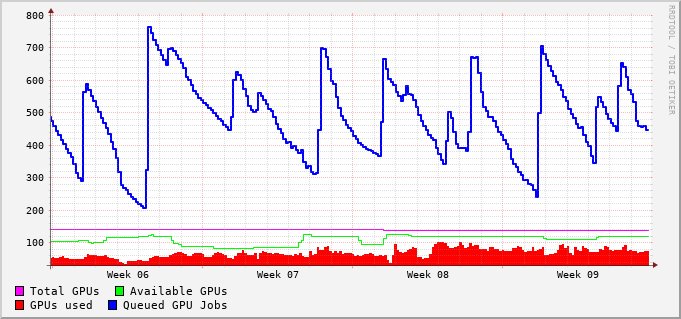 800
700
600
500
400
300
200
100
Week 06 Week 07 Week 08 Week 09
RRDTOOL / TOBI OETIKER
Total GPUs Available GPUs
GPUs used Queued GPU Jobs